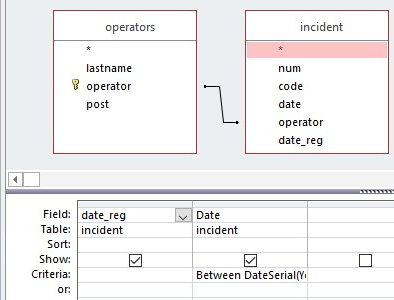 operators
*
lastname
operator
post
incident
*
num
code
date
operator
date_reg
Field: date_reg Date
Table: incident incident
Sort:
Show:
Criteria: Between DateSerial(Ye
or: